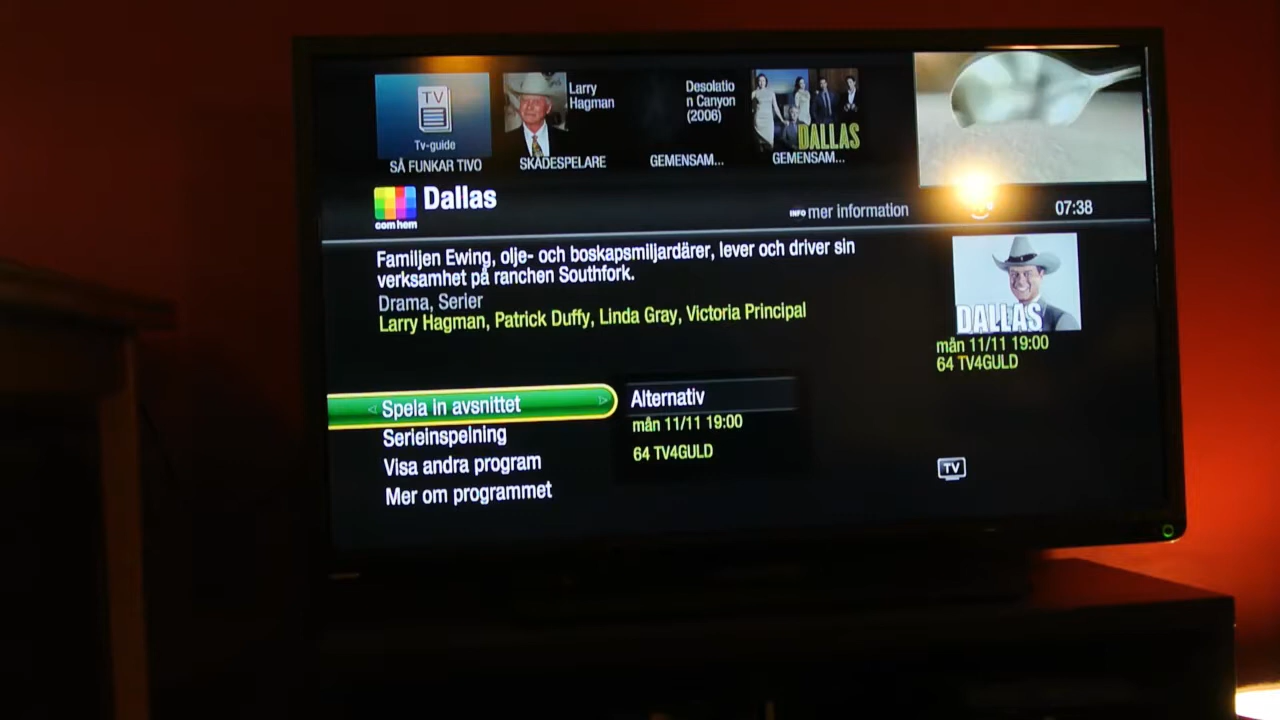 TV
Tv-guide
SÅ FUNKAR TIVO
Larry
Hagman
SKÅDESPELARE
Desolatio
n Canyon
(2006)
GEMENSAM...
DALLAS
GEMENSAM...
com hem
Dallas
INFO mer information
07:38
Familjen Ewing, olje- och boskapsmiljardärer, lever och driver sin
verksamhet på ranchen Southfork.
Drama, Serier
Larry Hagman, Patrick Duffy, Linda Gray, Victoria Principal
DALLAS
mån 11/11 19:00
64 TV4GULD
Spela in avsnittet
Serieinspelning
Visa andra program
Mer om programmet
Alternativ
mån 11/11 19:00
64 TV4GULD
TV